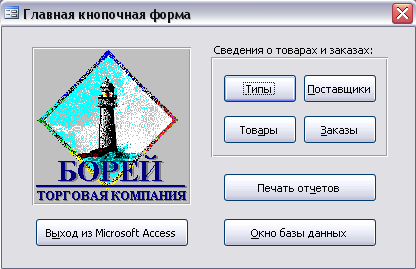 Главная кнопочная форма
Сведения о товарах и заказах:
Типы
Поставщики
Товары
Заказы
БОРЕЙ
ТОРГОВАЯ КОМПАНИЯ
Печать отчетов
Выход из Microsoft Access
Окно базы данных